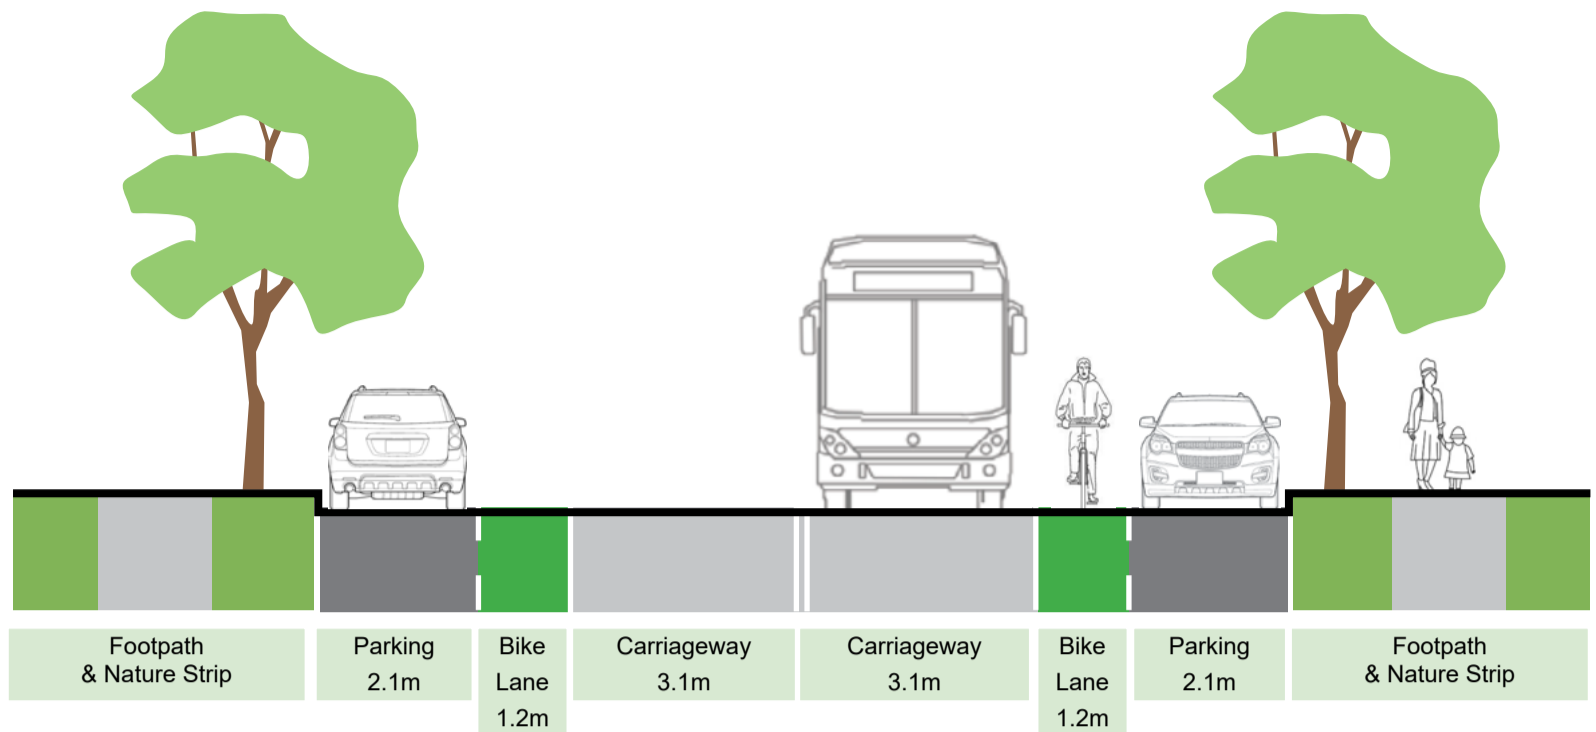 Footpath
& Nature Strip
Parking
2.1m
Bike
Lane
1.2m
Carriageway
3.1m
Carriageway
3.1m
Bike
Lane
1.2m
Parking
2.1m
Footpath
& Nature Strip